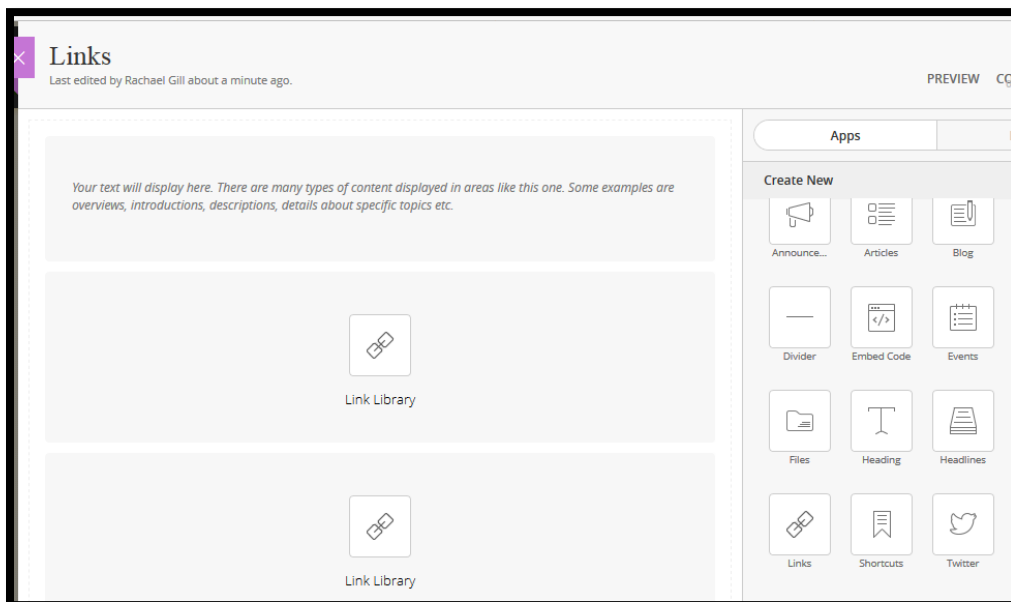 Links
Last edited by Rachael Gill about a minute ago.
PREVIEW
Apps
Create New
Your text will display here. There are many types of content displayed in areas like this one. Some examples are
overviews, introductions, descriptions, details about specific topics etc.
Link Library
Link Library
Announce...
Articles
Blog
Divider
Embed Code
Events
Files
Heading
Headlines
Links
Shortcuts
Twitter